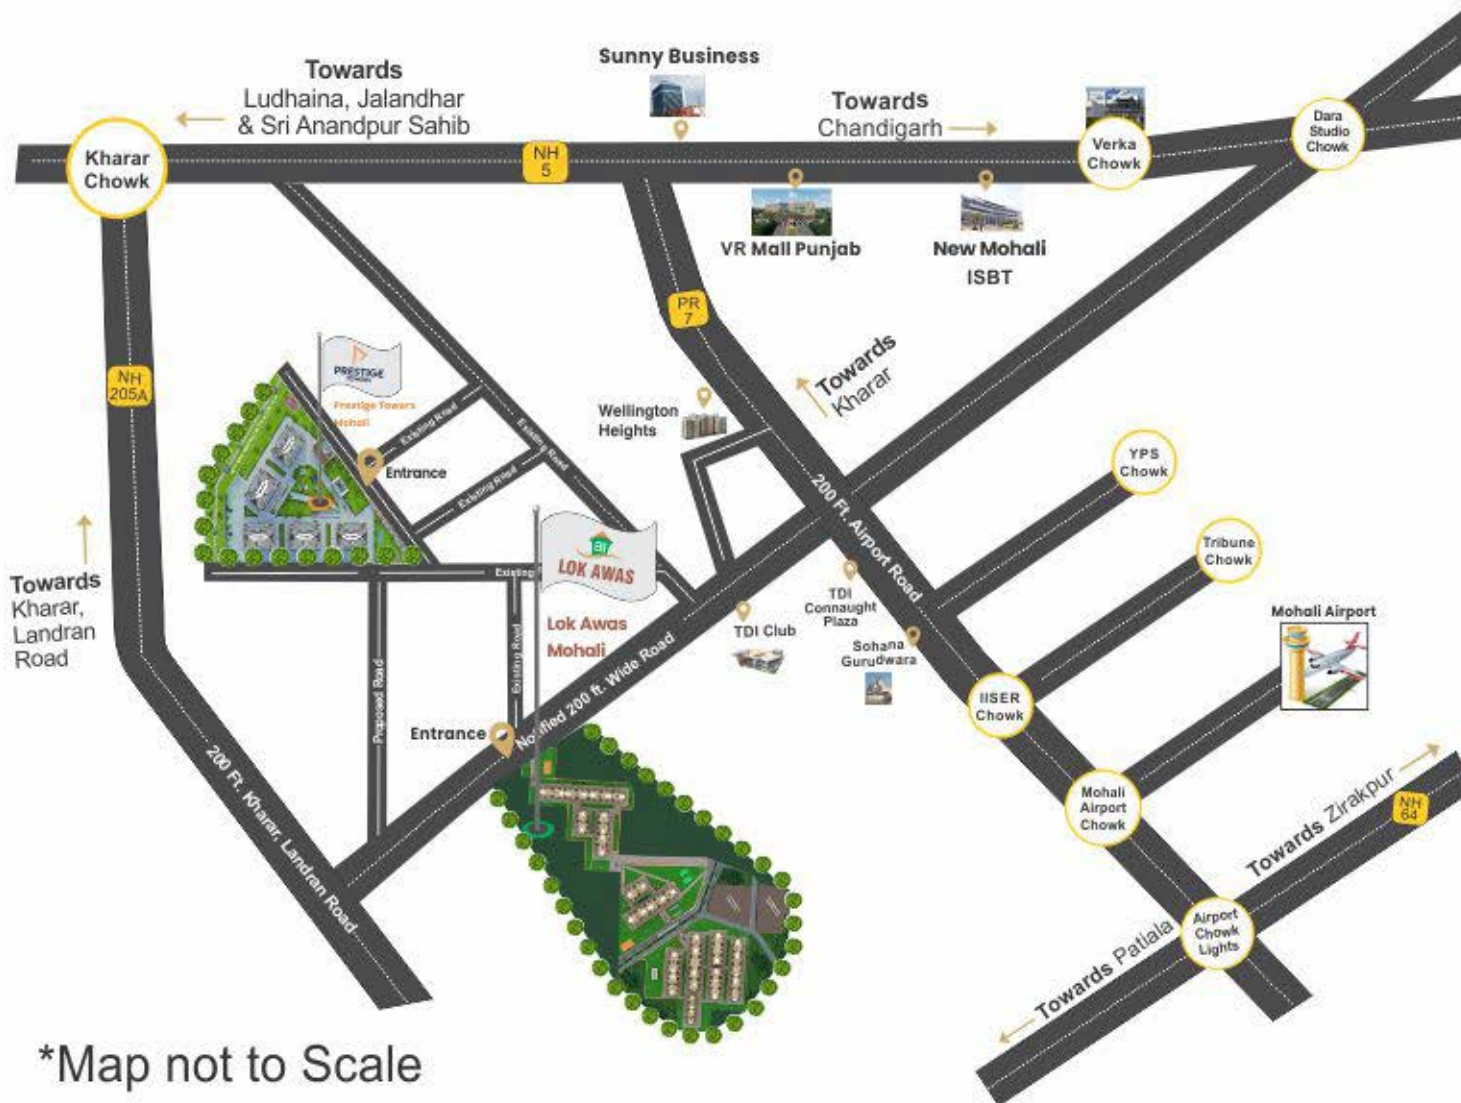 Sunny Business
Towards
Ludhaina, Jalandhar
& Sri Anandpur Sahib
Towards
Chandigarh
Dara
Studio
Chowk
Verka
Chowk
Kharar
Chowk
NH
5
VR Mall Punjab
New Mohali
ISBT
PR
7
Towards
Kharar
NH
205A
PRESTIGE
Prestige Towers
Mohali
Existing Road
Existing Road
Existing Road
Entrance
Wellington
Heights
YPS
Chowk
200 Ft. Airport Road
Tribune
Chowk
LOK AWAS
Existing
Towards
Kharar,
Landran
Road
Lok Awas
Mohali
TDI Club
TDI
Connaught
Plaza
Sohana
Gurudwara
Mohali Airport
Existing Road
Proposed Road
Notified 200 ft. Wide Road
IISER
Chowk
Entrance
200 Ft. Kharar, Landran Road
Mohali
Airport
Chowk
Towards Zirakpur
NH
64
Airport
Chowk
Lights
Towards Patiala
*Map not to Scale